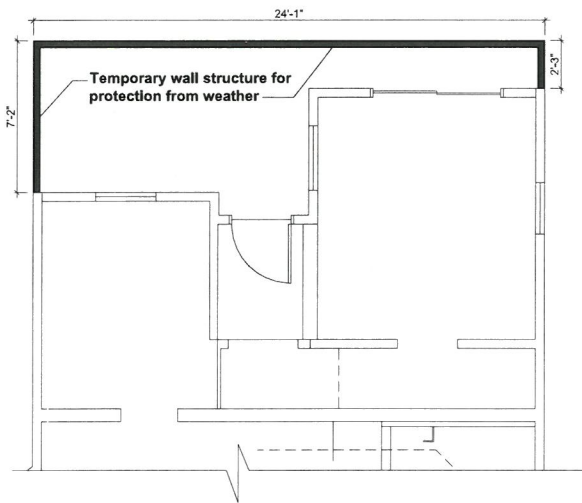 24'-1"
Temporary wall structure for
protection from weather
7'-2"
2'-3"